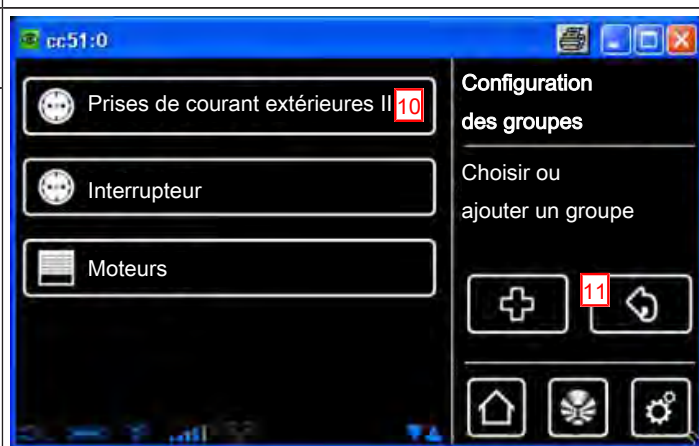 cc51:0
Prises de courant extérieures II 10
Interrupteur
Moteurs
Configuration
des groupes
Choisir ou
ajouter un groupe
11